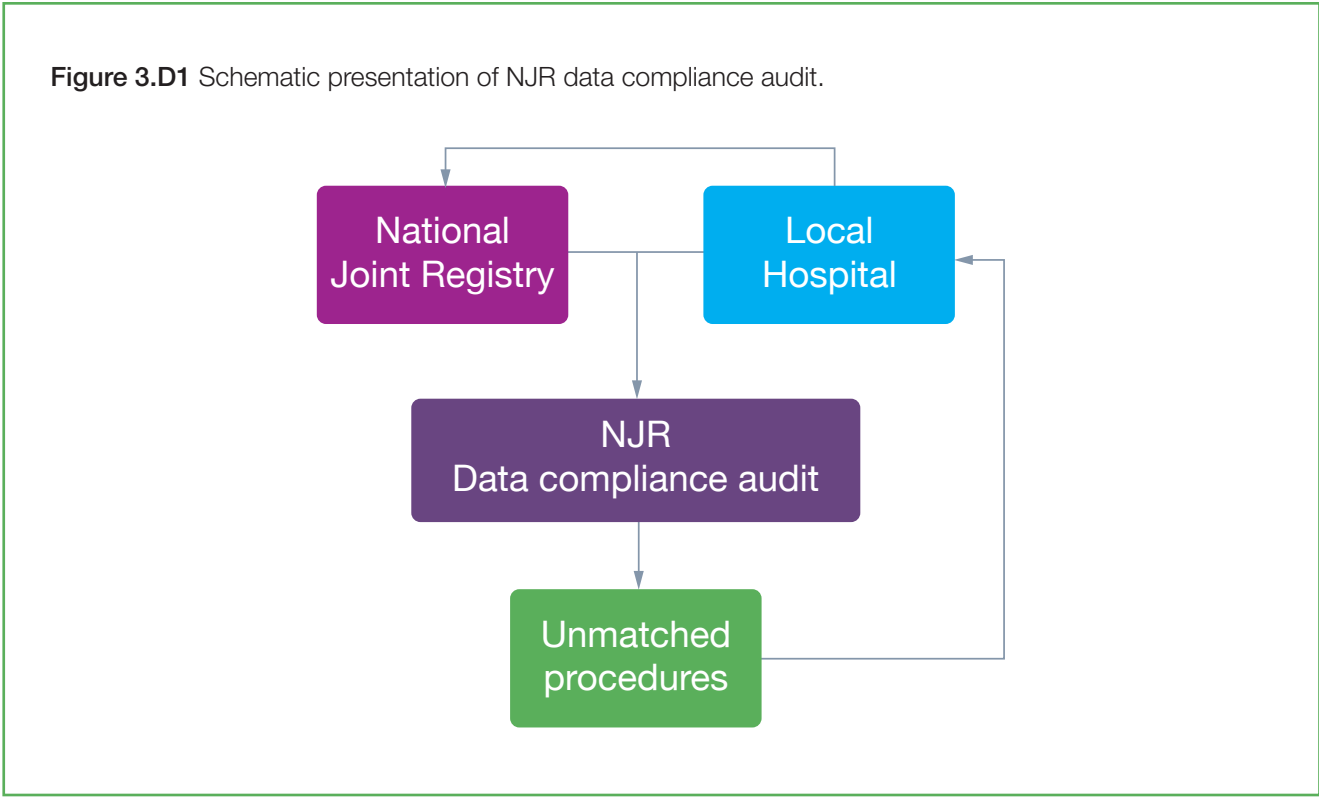 Figure 3.D1 Schematic presentation of NJR data compliance audit.
National
Joint Registry
Local
Hospital
NJR
Data compliance audit
Unmatched
procedures